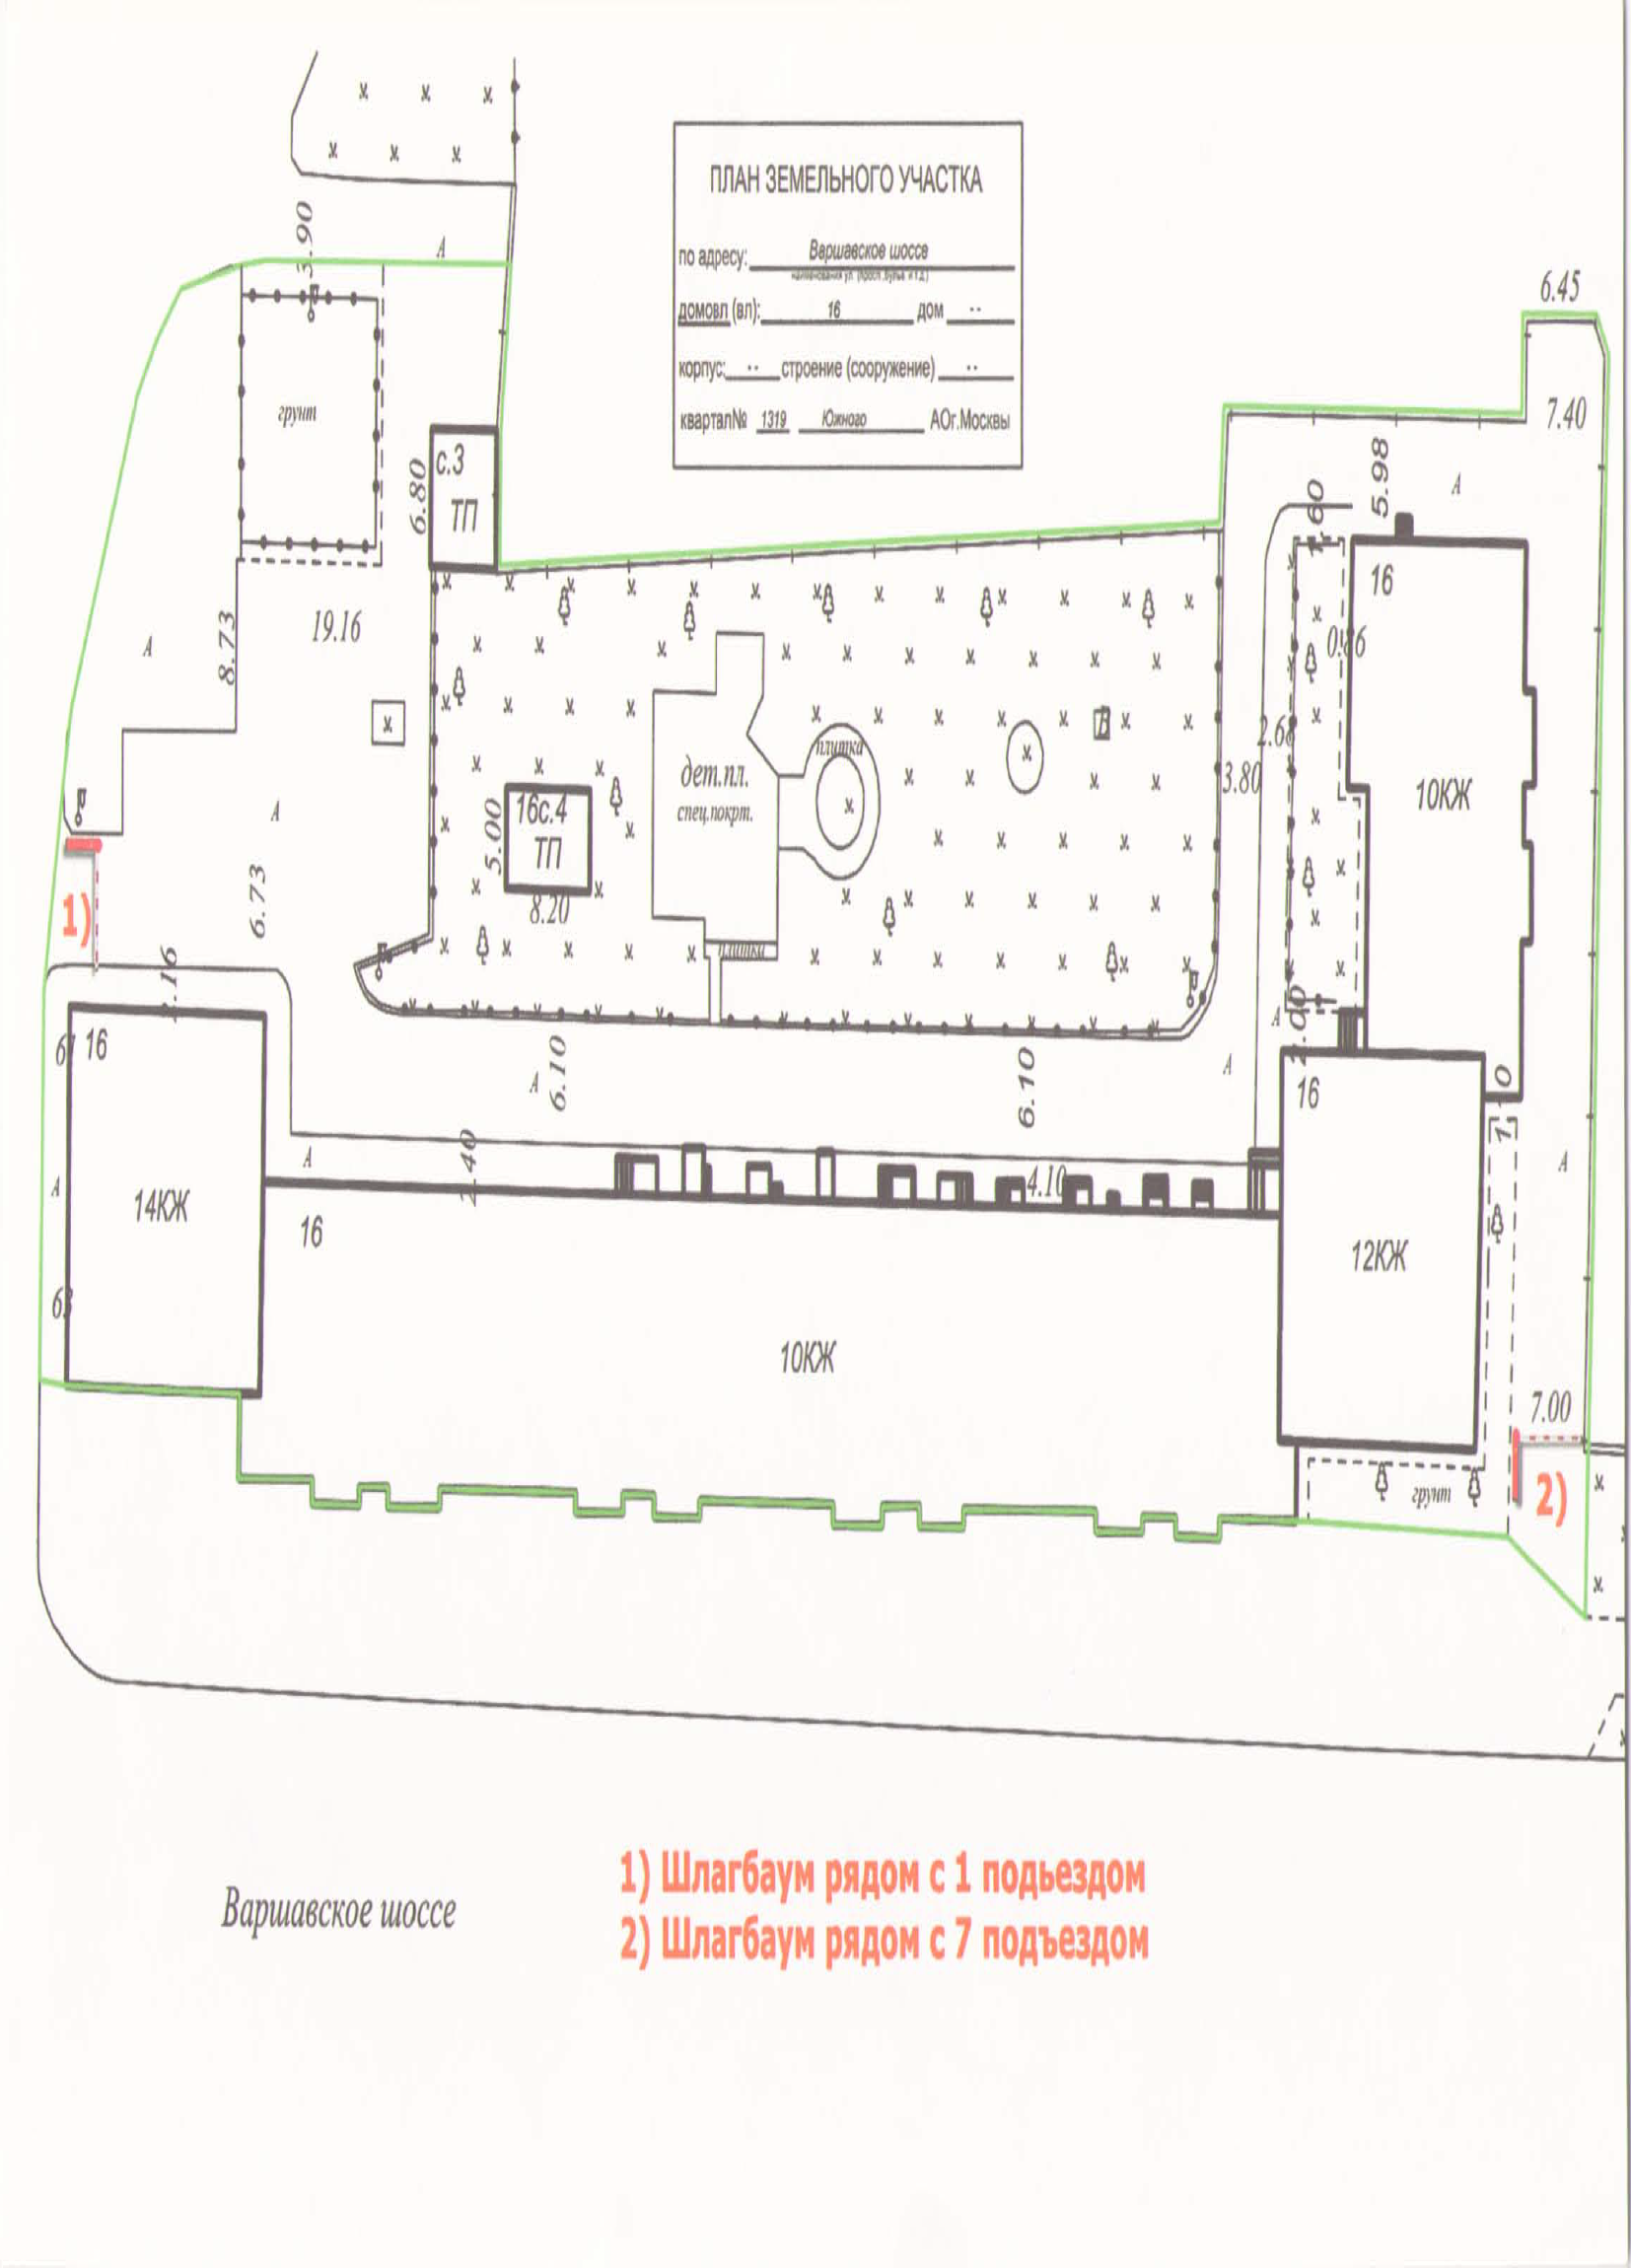 3.90
А
ПЛАН ЗЕМЕЛЬНОГО УЧАСТКА
по адресу: Варшавское шоссе
домовл (вл): 16 дом - -
корпус: - - строение (сооружение) - -
квартал№ 1319 Южного АОг.Москвы
6.45
7.40
грунт
6.80
с.3
ТП
5.98
А
1.60
16
0.86
8.73
19.16
А
2.6
3.80
10КЖ
В
плитка
дет.пл.
спец.покрт.
16с.4
ТП
5.00
8.20
плитка
А
6.73
1)
16
А
6.10
6.10
А
А
16
14КЖ
А
А
2.40
4.10
16
12КЖ
А
10КЖ
7.00
грунт
2)
Варшавское шоссе
1) Шлагбаум рядом с 1 подьездом
2) Шлагбаум рядом с 7 подъездом